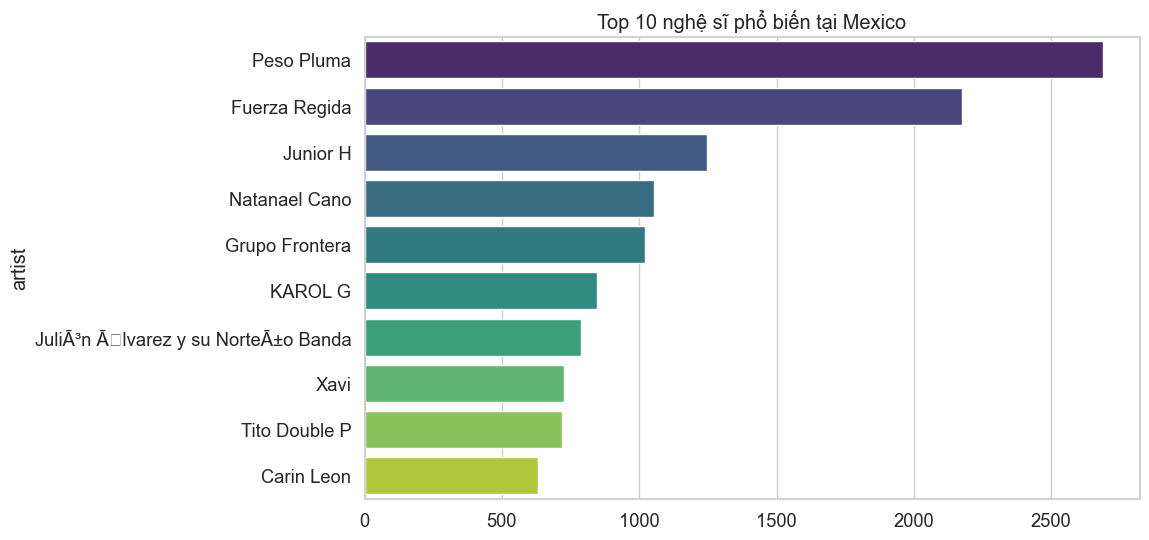 Top 10 nghệ sĩ phổ biến tại Mexico
artist
Peso Pluma
Fuerza Regida
Junior H
Natanael Cano
Grupo Frontera
KAROL G
JuliÃ³n Ã□lvarez y su NorteÃ±o Banda
Xavi
Tito Double P
Carin Leon
0 500 1000 1500 2000 2500